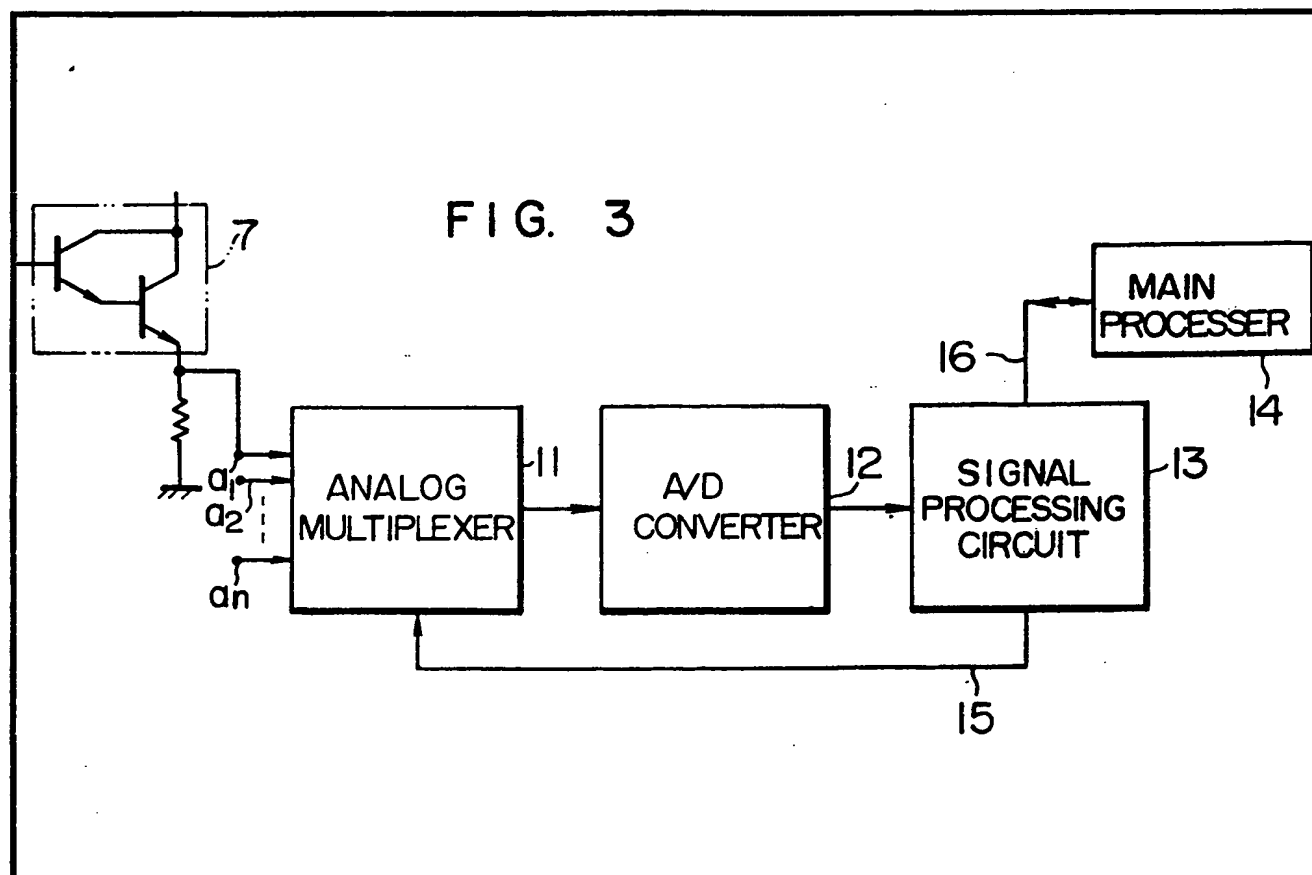 FIG. 3
7
MAIN
PROCESSER
14
16
a1
a2
an
ANALOG
MULTIPLEXER
11
A/D
CONVERTER
12
SIGNAL
PROCESSING
CIRCUIT
13
15